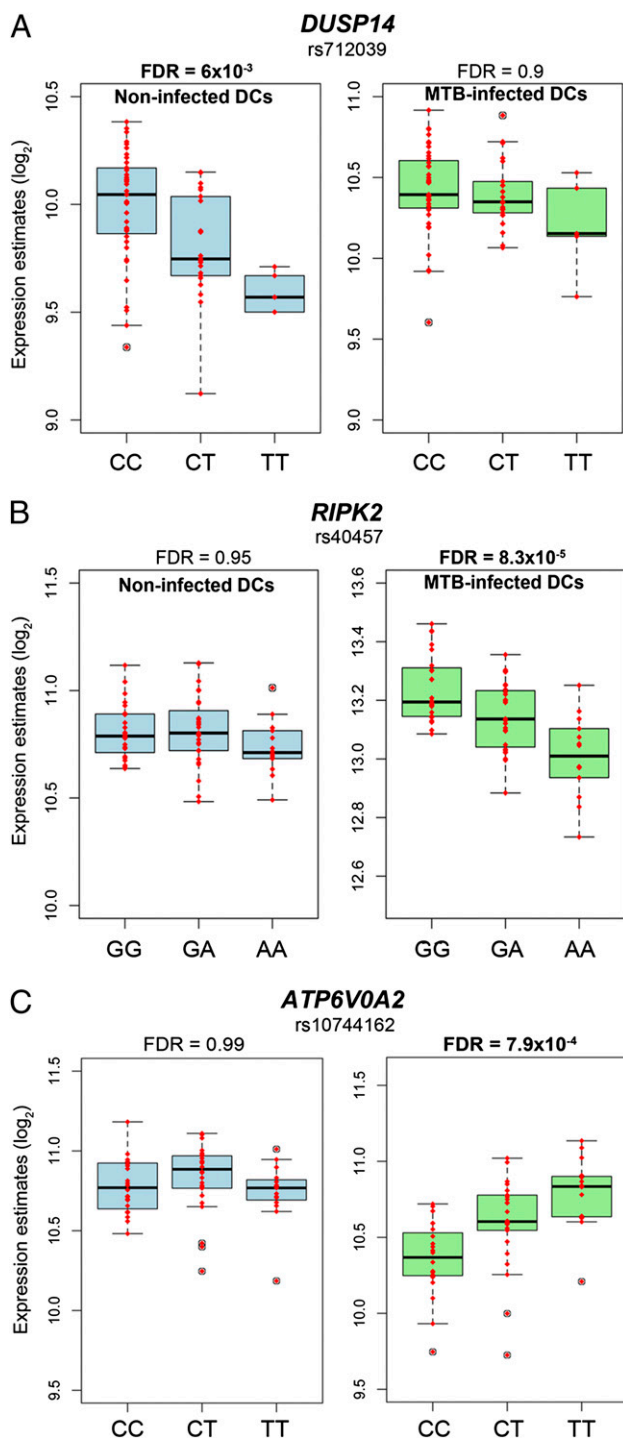 A
DUSP14
rs712039
FDR = 6x10⁻³
Non-infected DCs
FDR = 0.9
MTB-infected DCs
Expression estimates (log₂)
10.5
10.0
9.5
9.0
11.0
10.5
10.0
9.5
9.0
CC CT TT
CC CT TT
B
RIPK2
rs40457
FDR = 0.95
Non-infected DCs
FDR = 8.3x10⁻⁵
MTB-infected DCs
Expression estimates (log₂)
11.5
11.0
10.5
10.0
13.6
13.4
13.2
13.0
12.8
12.6
GG GA AA
GG GA AA
C
ATP6V0A2
rs10744162
FDR = 0.99
FDR = 7.9x10⁻⁴
Expression estimates (log₂)
11.5
11.0
10.5
10.0
9.5
11.5
11.0
10.5
10.0
9.5
CC CT TT
CC CT TT